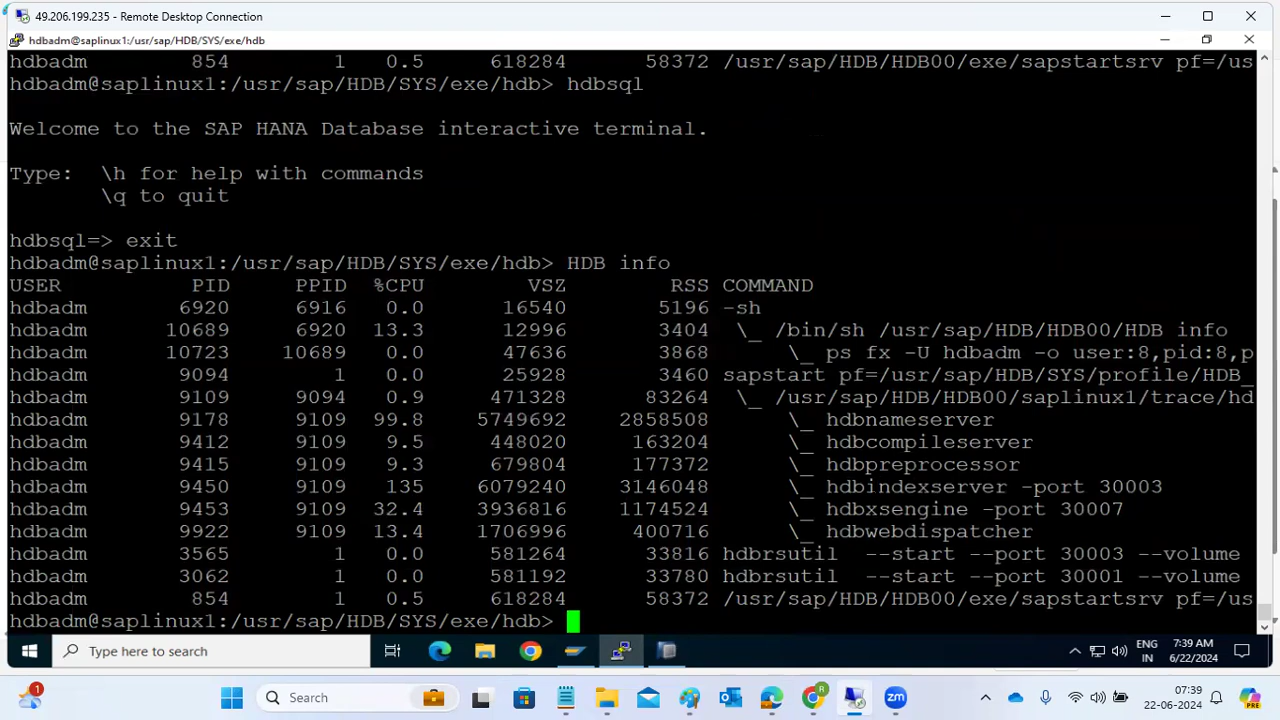 49.206.199.235 - Remote Desktop Connection
hdbadm@saplinux1:/usr/sap/HDB/SYS/exe/hdb
hdbadm 854 1 0.5 618284 58372 /usr/sap/HDB/HDB00/exe/sapstartsrv pf=/us
hdbadm@saplinux1:/usr/sap/HDB/SYS/exe/hdb> hdbsql
Welcome to the SAP HANA Database interactive terminal.
Type: \h for help with commands
\q to quit
hdbsql=> exit
hdbadm@saplinux1:/usr/sap/HDB/SYS/exe/hdb> HDB info
USER PID PPID %CPU VSZ RSS COMMAND
hdbadm 6920 6916 0.0 16540 5196 -sh
hdbadm 10689 6920 13.3 12996 3404 \_ /bin/sh /usr/sap/HDB/HDB00/HDB info
hdbadm 10723 10689 0.0 47636 3868 \_ ps fx -U hdbadm -o user:8,pid:8,p
hdbadm 9094 1 0.0 25928 3460 sapstart pf=/usr/sap/HDB/SYS/profile/HDB_
hdbadm 9109 9094 0.9 471328 83264 \_ /usr/sap/HDB/HDB00/saplinux1/trace/hd
hdbadm 9178 9109 99.8 5749692 2858508 \_ hdbnameserver
hdbadm 9412 9109 9.5 448020 163204 \_ hdbcompileserver
hdbadm 9415 9109 9.3 679804 177372 \_ hdbpreprocessor
hdbadm 9450 9109 135 6079240 3146048 \_ hdbindexserver -port 30003
hdbadm 9453 9109 32.4 3936816 1174524 \_ hdbxsengine -port 30007
hdbadm 9922 9109 13.4 1706996 400716 \_ hdbwebdispatcher
hdbadm 3565 1 0.0 581264 33816 hdbrsutil --start --port 30003 --volume
hdbadm 3062 1 0.0 581192 33780 hdbrsutil --start --port 30001 --volume
hdbadm 854 1 0.5 618284 58372 /usr/sap/HDB/HDB00/exe/sapstartsrv pf=/us
hdbadm@saplinux1:/usr/sap/HDB/SYS/exe/hdb>
Type here to search
ENG
IN
7:39 AM
6/22/2024
1
Search
PRE
07:39
22-06-2024